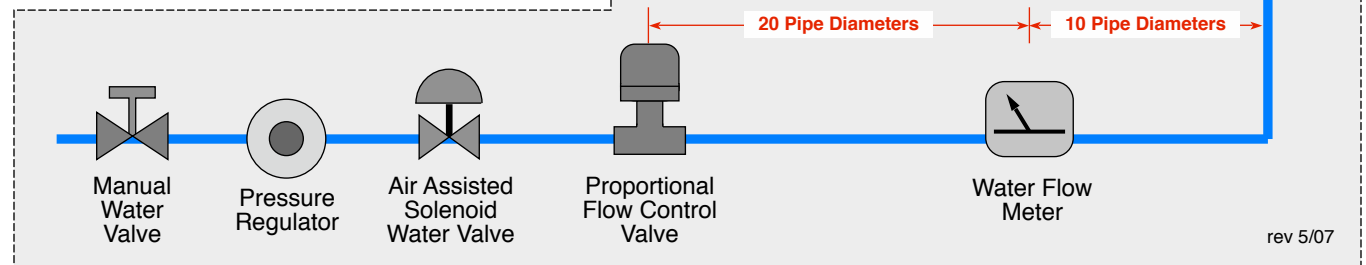 20 Pipe Diameters
10 Pipe Diameters
Manual
Water
Valve
Pressure
Regulator
Air Assisted
Solenoid
Water Valve
Proportional
Flow Control
Valve
Water Flow
Meter
rev 5/07